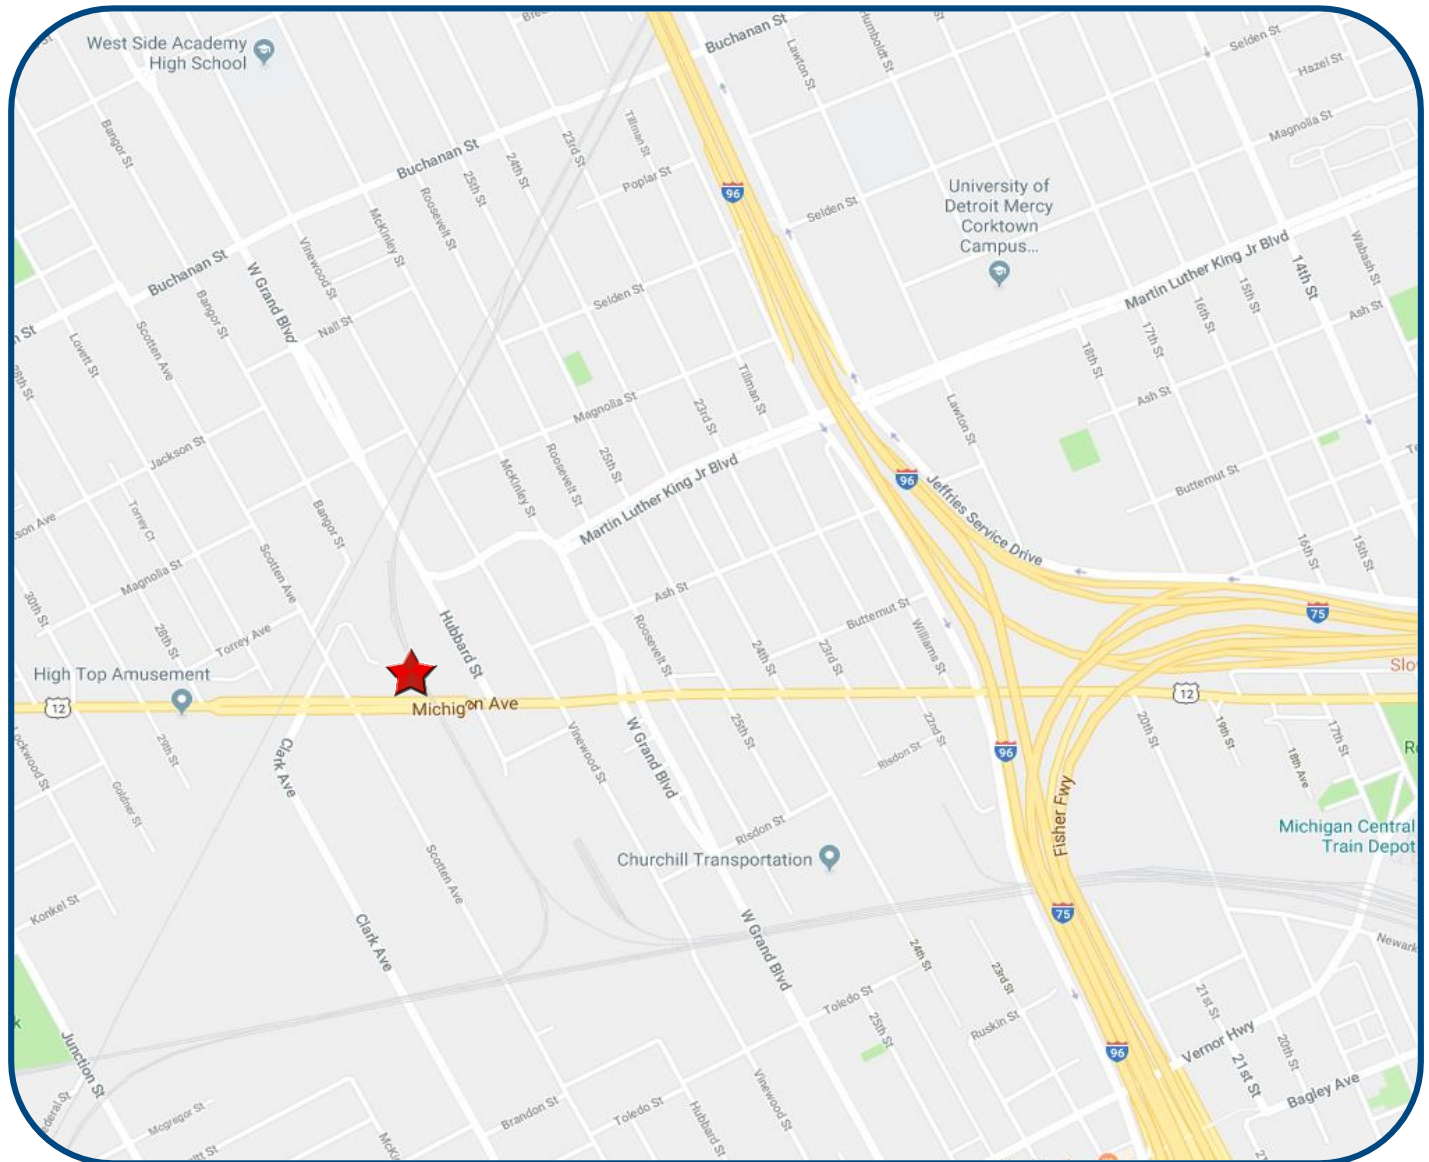 Buchanan St
Selden St
West Side Academy
High School
Lawton St
Humboldt St
Hazel St
Bangor St
Tillman St
23rd St
Magnolia St
Buchanan St
24th St
25th St
Poplar St
96
University of
Detroit Mercy
Corktown
Campus...
Roosevelt St
McKinley St
Selden St
Vinewood St
Martin Luther King Jr Blvd
14th St
Wabash St
Buchanan St
W Grand Blvd
Bangor St
Selden St
15th St
16th St
Ash St
Nall St
17th St
18th St
Lovett St
Scotten Ave
28th St
Tillman St
Magnolia St
23rd St
Ash St
Lawton St
Jackson St
Roosevelt St
25th St
McKinley St
Martin Luther King Jr Blvd
96
Jeffries Service Drive
Butternut St
Torrey Ct
Bangor St
son Ave
16th St
15th St
Magnolia St
Scotten Ave
30th St
Ash St
75
28th St
Torrey Ave
Hubbard St
Roosevelt St
Butternut St
Williams St
24th St
23rd St
High Top Amusement
Slo
12
Michigan Ave
12
Lockwood St
29th St
Clark Ave
Vinewood St
W Grand Blvd
25th St
22nd St
Risdon St
96
20th St
19th St
18th Ave
17th St
Goldner St
Fisher Fwy
Risdon St
Michigan Central
Train Depot
Churchill Transportation
Scotten Ave
Konkel St
Clark Ave
W Grand Blvd
75
24th St
23rd St
Newark
Toledo St
25th St
Ruskin St
21st St
Vernor Hwy
20th St
21st St
Junction St
96
Bagley Ave
Mcgregor St
Brandon St
Toledo St
Hubbard St
Vinewood St